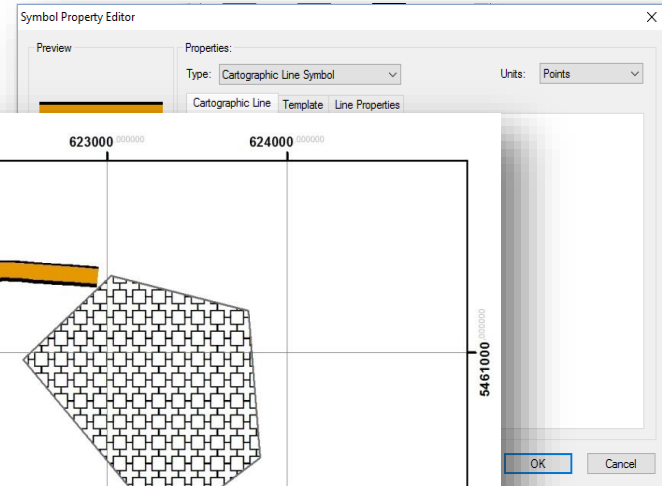 Symbol Property Editor
Preview
Properties:
Type: Cartographic Line Symbol
Units: Points
Cartographic Line Template Line Properties
623000.000000 624000.000000
5461000.000000
OK Cancel